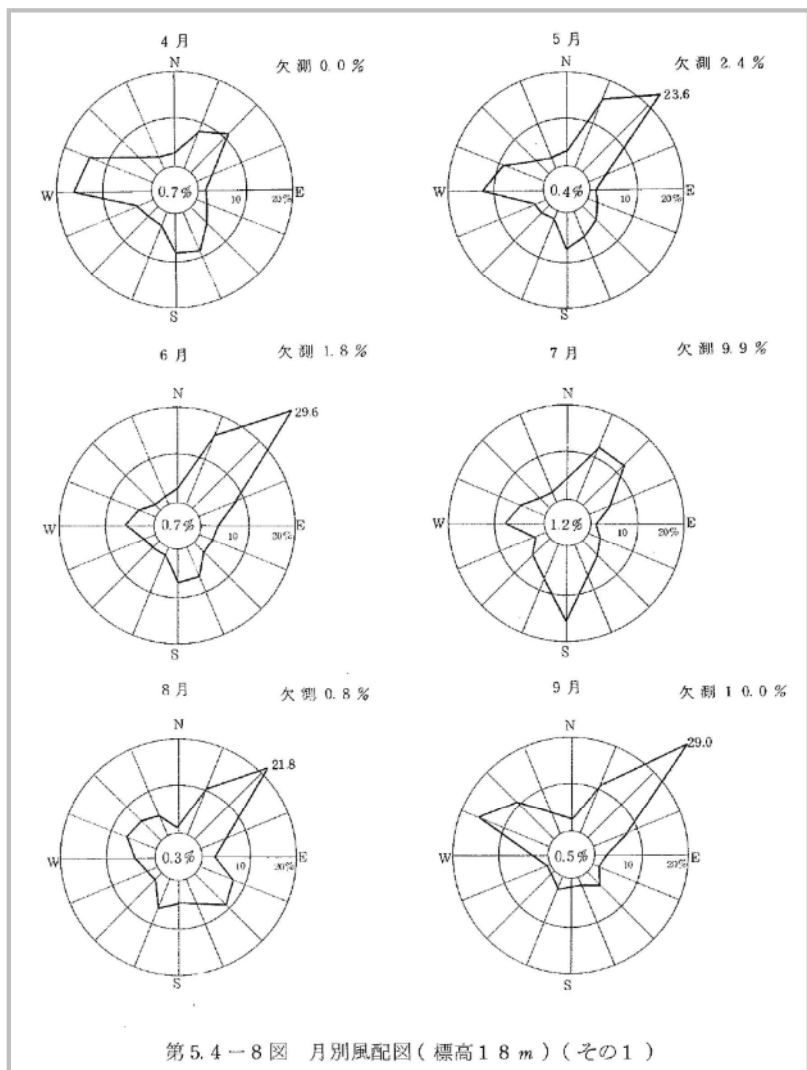 4月
欠測 0.0 %
N
W
E
S
0.7%
10
20%
5月
欠測 2.4 %
N
23.6
W
E
S
0.4%
10
20%
6月
欠測 1.8 %
N
29.6
W
E
S
0.7%
10
20%
7月
欠測 9.9 %
N
W
E
S
1.2%
10
20%
8月
欠測 0.8 %
N
21.8
W
E
S
0.3%
10
20%
9月
欠測 10.0 %
N
29.0
W
E
S
0.5%
10
20%
第5.4-8図 月別風配図(標高18m)(その1)